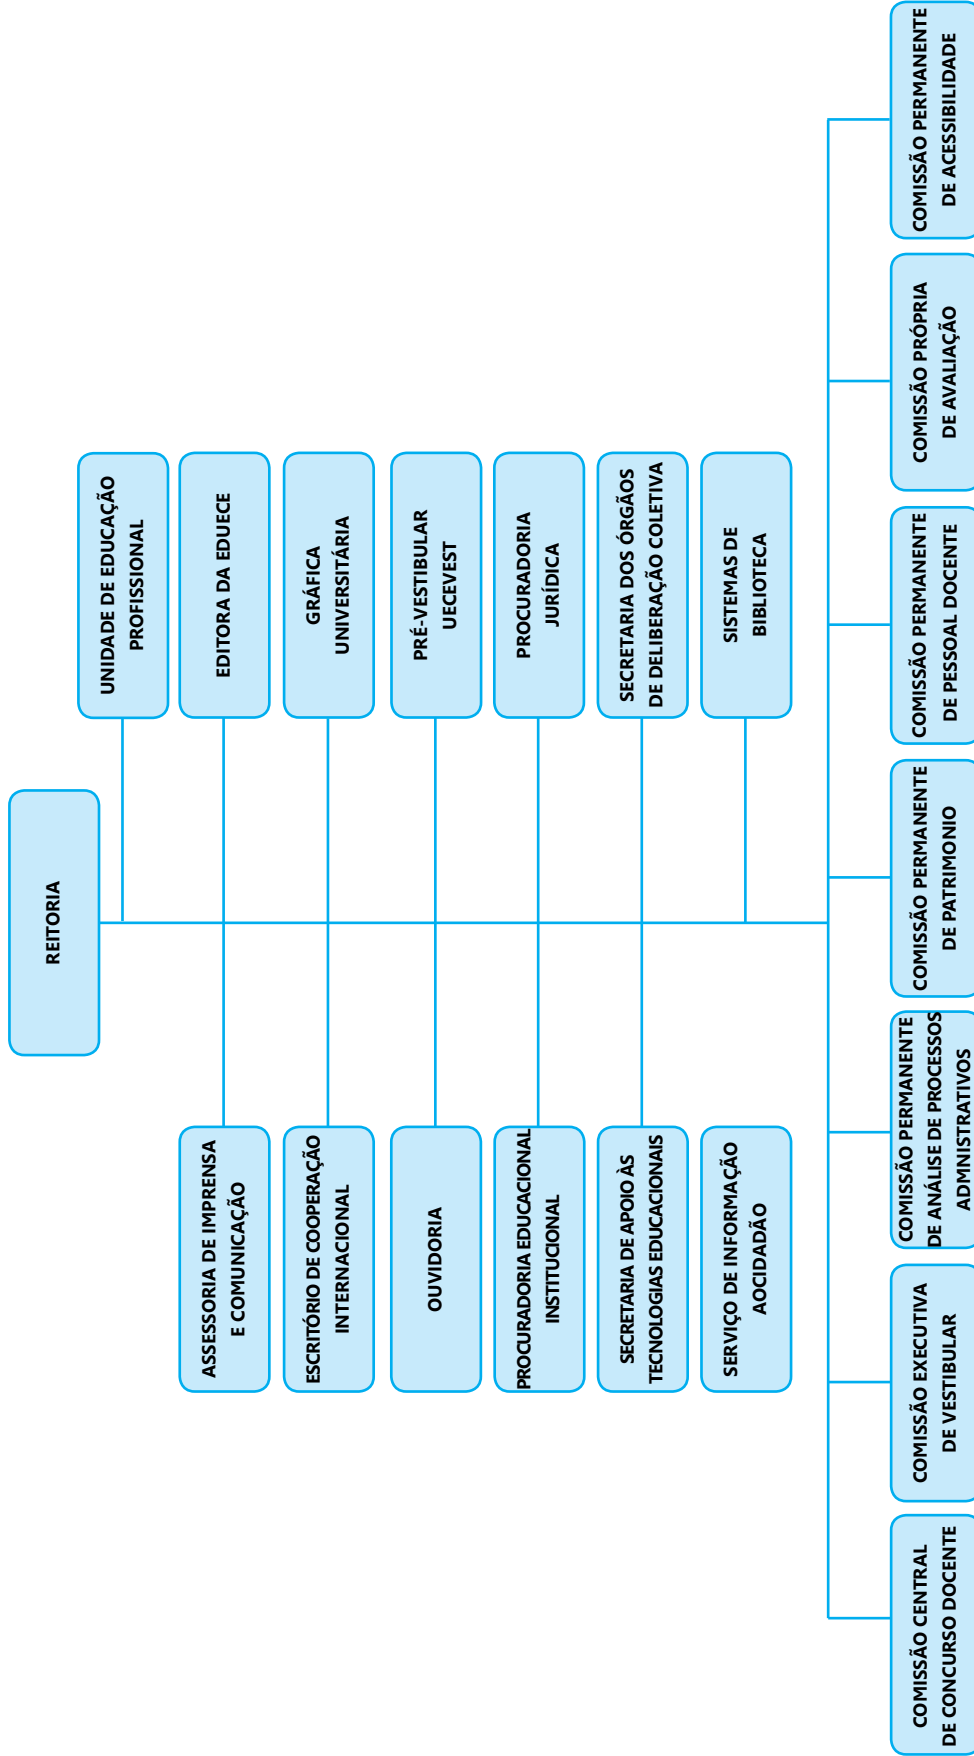 REITORIA
UNIDADE DE EDUCAÇÃO
PROFISSIONAL
ASSESSORIA DE IMPRENSA
E COMUNICAÇÃO
EDITORA DA EDUECE
ESCRITÓRIO DE COOPERAÇÃO
INTERNACIONAL
GRÁFICA
UNIVERSITÁRIA
OUVIDORIA
PRÉ-VESTIBULAR
UECEVEST
PROCURADORIA EDUCACIONAL
INSTITUCIONAL
PROCURADORIA
JURÍDICA
SECRETARIA DE APOIO ÀS
TECNOLOGIAS EDUCACIONAIS
SECRETARIA DOS ÓRGÃOS
DE DELIBERAÇÃO COLETIVA
SERVIÇO DE INFORMAÇÃO
AOCIDADÃO
SISTEMAS DE
BIBLIOTECA
COMISSÃO CENTRAL
DE CONCURSO DOCENTE
COMISSÃO EXECUTIVA
DE VESTIBULAR
COMISSÃO PERMANENTE
DE ANÁLISE DE PROCESSOS
ADMNISTRATIVOS
COMISSÃO PERMANENTE
DE PATRIMONIO
COMISSÃO PERMANENTE
DE PESSOAL DOCENTE
COMISSÃO PRÓPRIA
DE AVALIAÇÃO
COMISSÃO PERMANENTE
DE ACESSIBILIDADE